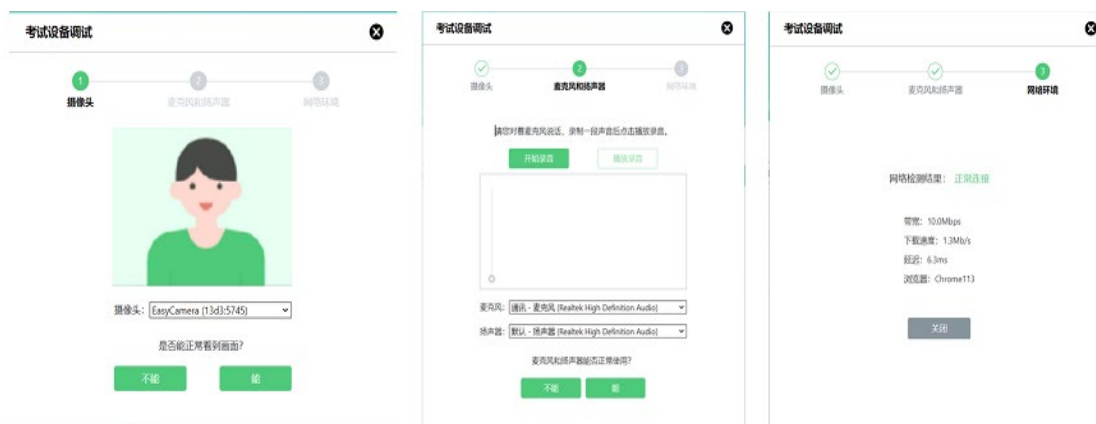 考试设备调试
1
2
3
摄像头
麦克风和扬声器
网络环境
摄像头：
EasyCamera (13d3:5745)
是否能正常看到画面？
不能
能
考试设备调试
2
3
摄像头
麦克风和扬声器
网络环境
请您对着麦克风说话，录制一段声音后点击播放录音。
开始录音
播放录音
麦克风：
通讯 - 麦克风 (Realtek High Definition Audio)
扬声器：
默认 - 扬声器 (Realtek High Definition Audio)
麦克风和扬声器能否正常使用？
不能
能
考试设备调试
3
摄像头
麦克风和扬声器
网络环境
网络检测结果： 正常连接
带宽：10.0Mbps
下载速度：1.3Mb/s
延迟：6.3ms
浏览器：Chrome113
关闭